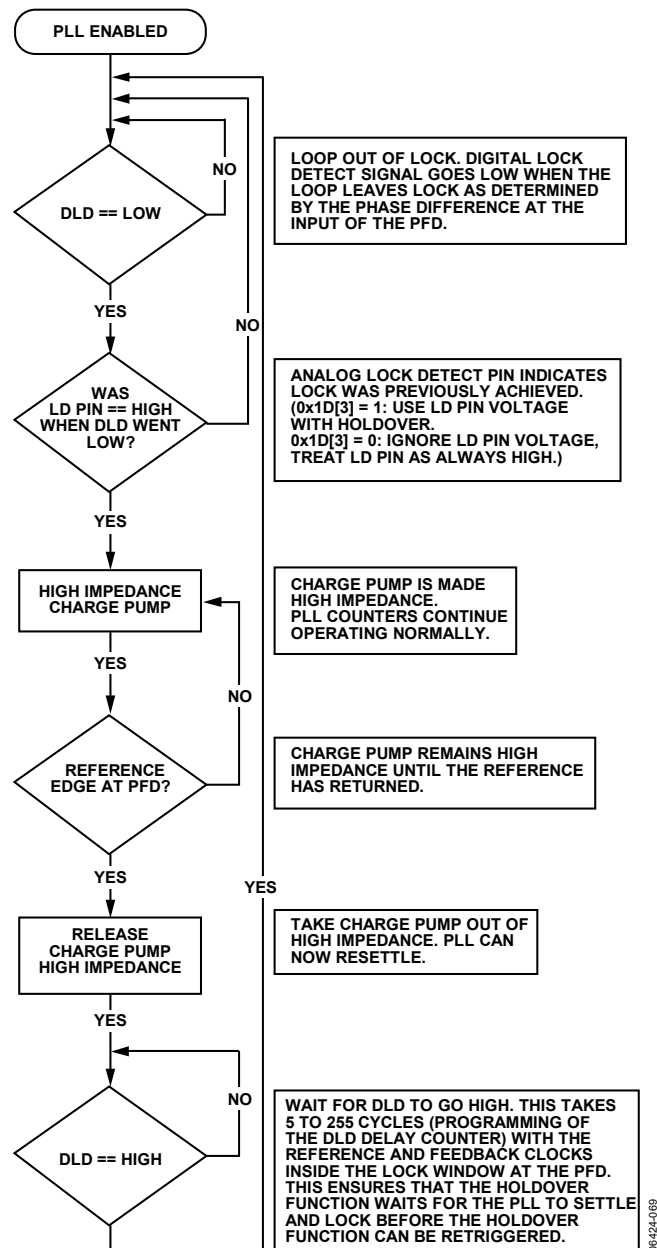 PLL ENABLED
NO
DLD == LOW
LOOP OUT OF LOCK. DIGITAL LOCK
DETECT SIGNAL GOES LOW WHEN THE
LOOP LEAVES LOCK AS DETERMINED
BY THE PHASE DIFFERENCE AT THE
INPUT OF THE PFD.
YES
NO
WAS
LD PIN == HIGH
WHEN DLD WENT
LOW?
ANALOG LOCK DETECT PIN INDICATES
LOCK WAS PREVIOUSLY ACHIEVED.
(0x1D[3] = 1: USE LD PIN VOLTAGE
WITH HOLDOVER.
0x1D[3] = 0: IGNORE LD PIN VOLTAGE,
TREAT LD PIN AS ALWAYS HIGH.)
YES
HIGH IMPEDANCE
CHARGE PUMP
CHARGE PUMP IS MADE
HIGH IMPEDANCE.
PLL COUNTERS CONTINUE
OPERATING NORMALLY.
YES
NO
REFERENCE
EDGE AT PFD?
CHARGE PUMP REMAINS HIGH
IMPEDANCE UNTIL THE REFERENCE
HAS RETURNED.
YES
YES
RELEASE
CHARGE PUMP
HIGH IMPEDANCE
TAKE CHARGE PUMP OUT OF
HIGH IMPEDANCE. PLL CAN
NOW RESETTLE.
YES
NO
DLD == HIGH
WAIT FOR DLD TO GO HIGH. THIS TAKES
5 TO 255 CYCLES (PROGRAMMING OF
THE DLD DELAY COUNTER) WITH THE
REFERENCE AND FEEDBACK CLOCKS
INSIDE THE LOCK WINDOW AT THE PFD.
THIS ENSURES THAT THE HOLDOVER
FUNCTION WAITS FOR THE PLL TO SETTLE
AND LOCK BEFORE THE HOLDOVER
FUNCTION CAN BE RETRIGGERED.
06424-069